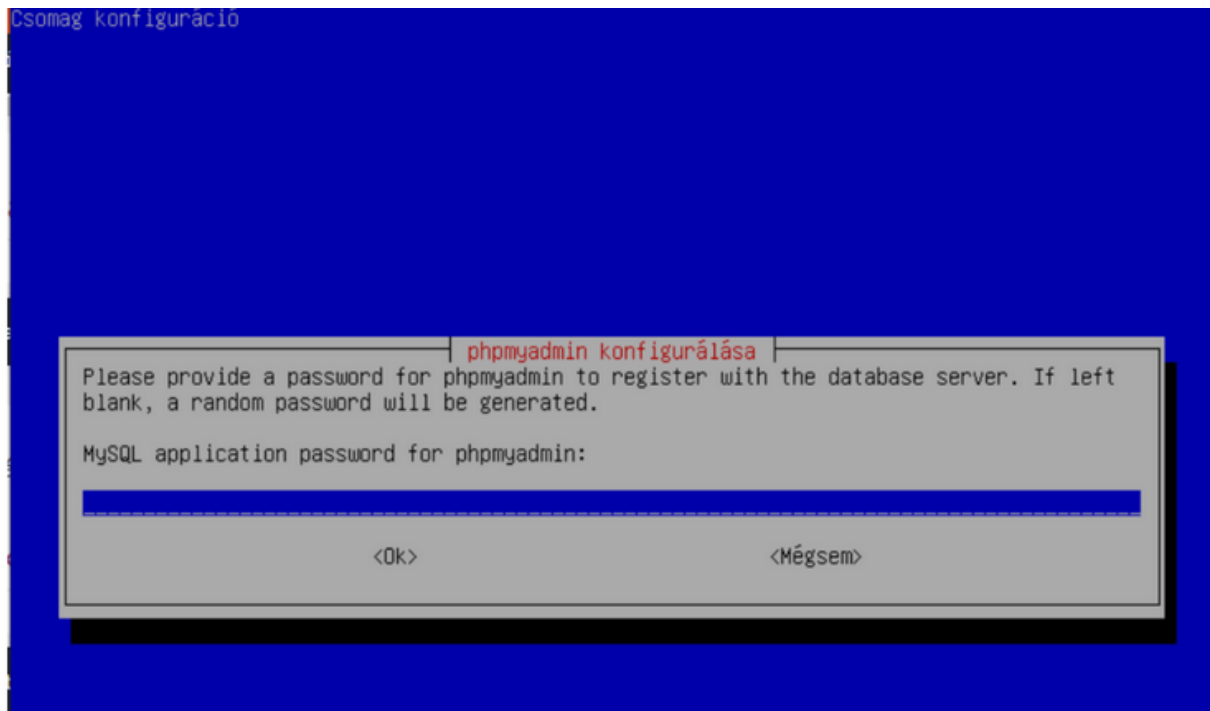 Csomag konfiguráció
phpmyadmin konfigurálása
Please provide a password for phpmyadmin to register with the database server. If left
blank, a random password will be generated.
MySQL application password for phpmyadmin:
<Ok> <Mégsem>